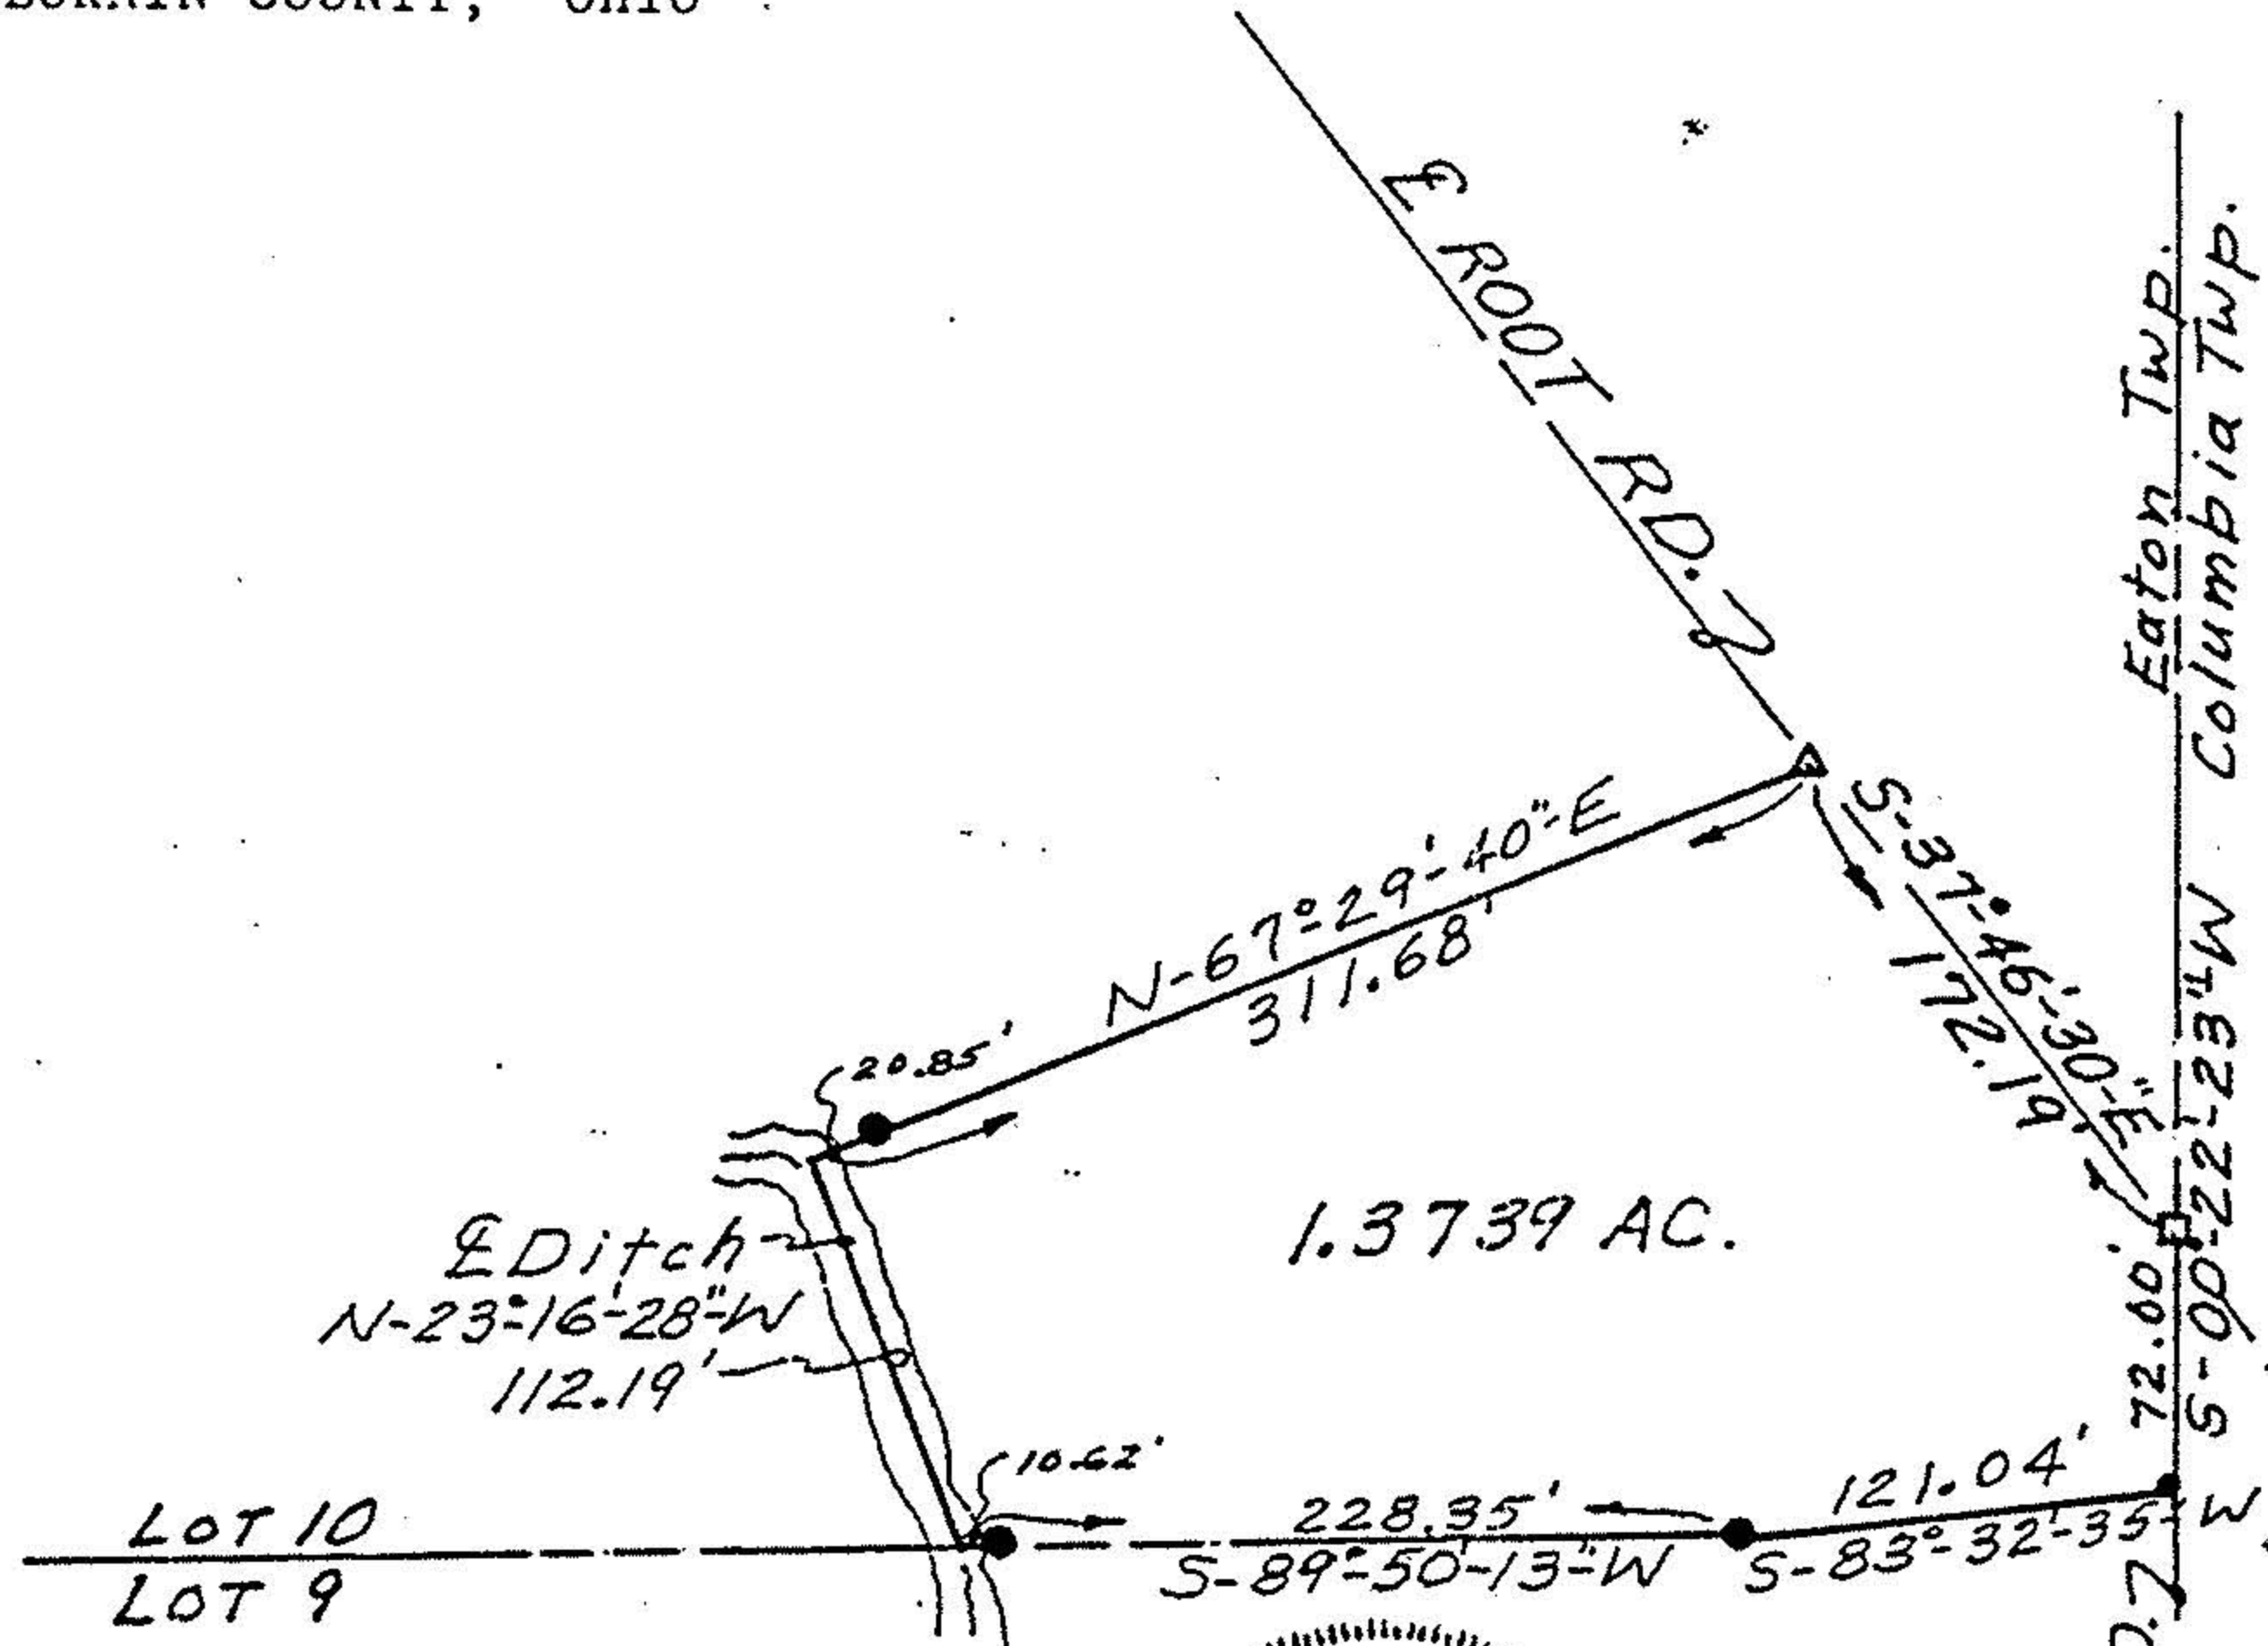 COUNTY, OHIO
℄ ROOT RD.
Eaton Twp.
Columbia Twp.
S-37°-46'-30"-E
172.19'
N-67°-29'-40"-E
311.68'
20.85'
S-00°-22'-23"-W
℄ Ditch
N-23°-16'-28"-W
112.19'
1.3739 AC.
72.60'
10.62'
228.35'
S-89°-50'-13"-W
121.04'
S-83°-32'-35"-W
LOT 10
LOT 9